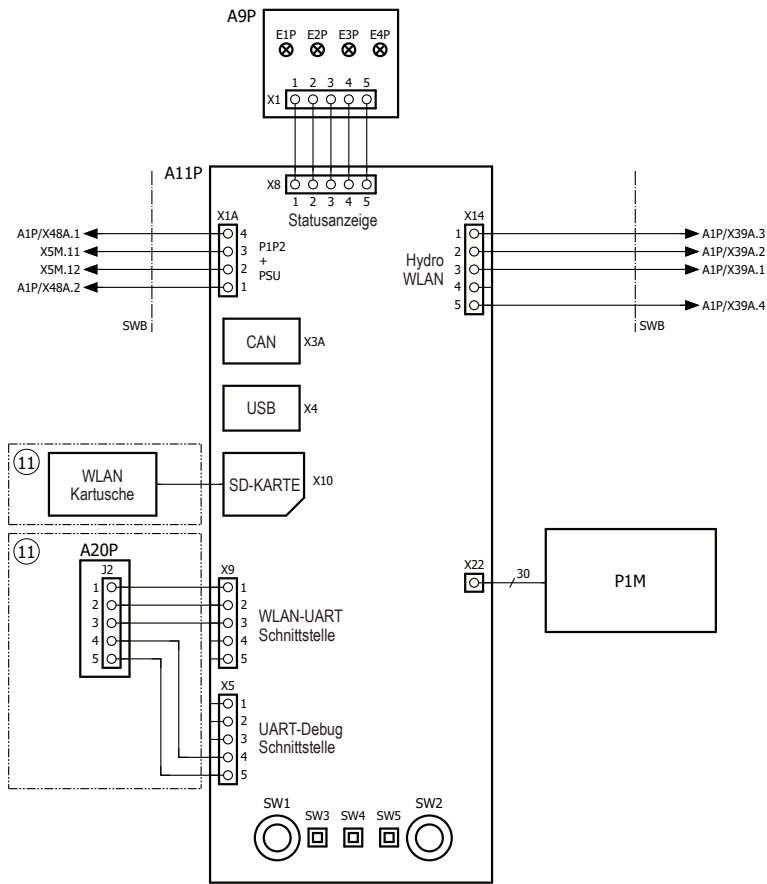 A9P
E1P E2P E3P E4P
1 2 3 4 5
X1
A11P
X8
1 2 3 4 5
Statusanzeige
X1A
4
3
2
1
P1P2
+
PSU
A1P/X48A.1
X5M.11
X5M.12
A1P/X48A.2
SWB
X14
1
2
3
4
5
Hydro
WLAN
A1P/X39A.3
A1P/X39A.2
A1P/X39A.1
A1P/X39A.4
SWB
CAN X3A
USB X4
11
WLAN
Kartusche
SD-KARTE X10
11
A20P
J2
1
2
3
4
5
X9
1
2
3
4
5
WLAN-UART
Schnittstelle
X22
30
P1M
X5
1
2
3
4
5
UART-Debug
Schnittstelle
SW1 SW3 SW4 SW5 SW2